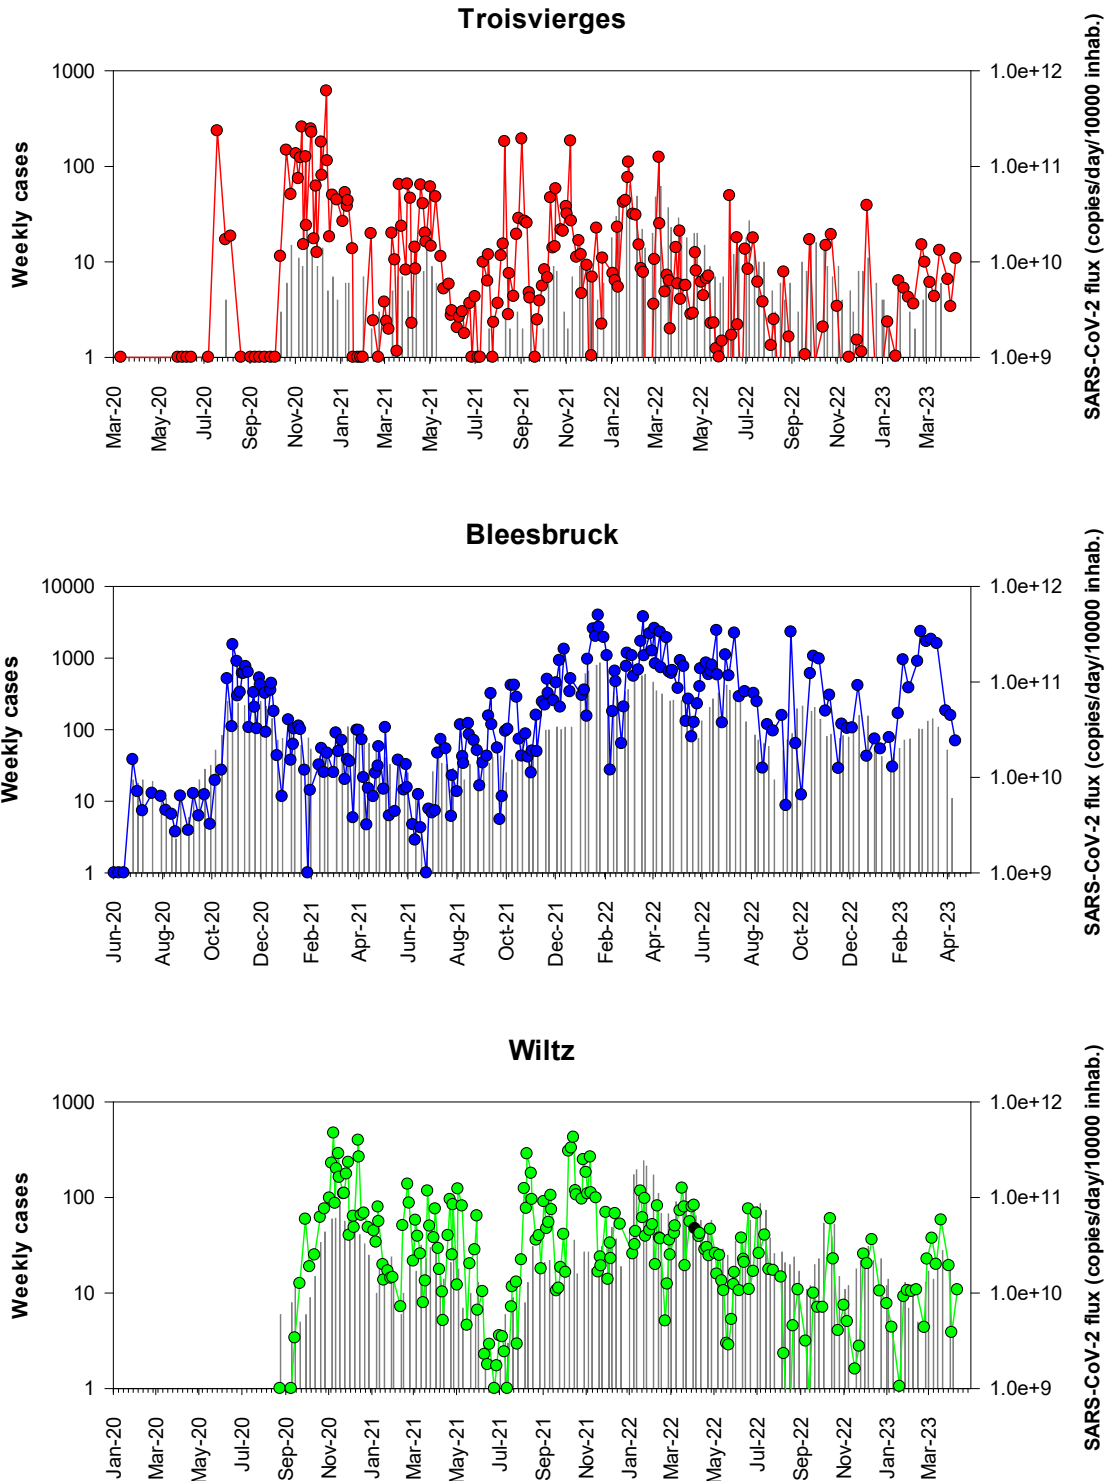 Troisvierges
Weekly cases
SARS-CoV-2 flux (copies/day/10000 inhab.)
1000
100
10
1
1.0e+12
1.0e+11
1.0e+10
1.0e+9
Mar-20 May-20 Jul-20 Sep-20 Nov-20 Jan-21 Mar-21 May-21 Jul-21 Sep-21 Nov-21 Jan-22 Mar-22 May-22 Jul-22 Sep-22 Nov-22 Jan-23 Mar-23
Bleesbruck
Weekly cases
SARS-CoV-2 flux (copies/day/10000 inhab.)
10000
1000
100
10
1
1.0e+12
1.0e+11
1.0e+10
1.0e+9
Jun-20 Aug-20 Oct-20 Dec-20 Feb-21 Apr-21 Jun-21 Aug-21 Oct-21 Dec-21 Feb-22 Apr-22 Jun-22 Aug-22 Oct-22 Dec-22 Feb-23 Apr-23
Wiltz
Weekly cases
SARS-CoV-2 flux (copies/day/10000 inhab.)
1000
100
10
1
1.0e+12
1.0e+11
1.0e+10
1.0e+9
Jan-20 Mar-20 May-20 Jul-20 Sep-20 Nov-20 Jan-21 Mar-21 May-21 Jul-21 Sep-21 Nov-21 Jan-22 Mar-22 May-22 Jul-22 Sep-22 Nov-22 Jan-23 Mar-23